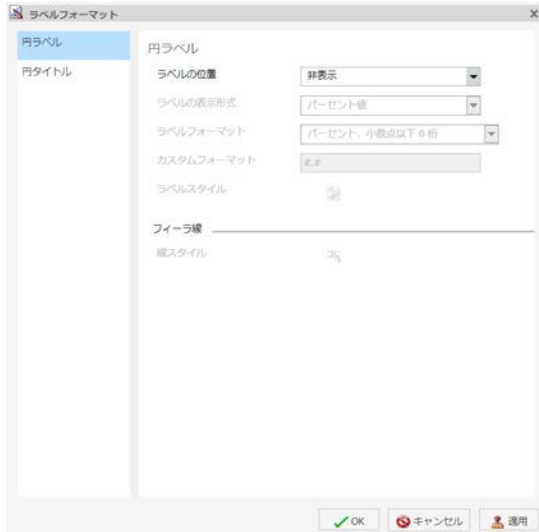 ラベルフォーマット
x
円ラベル
円タイトル
円ラベル
ラベルの位置 非表示
ラベルの表示形式 パーセント値
ラベルフォーマット パーセント、小数点以下 0 桁
カスタムフォーマット #.#
ラベルスタイル
フィーラ線
線スタイル
OK キャンセル 適用